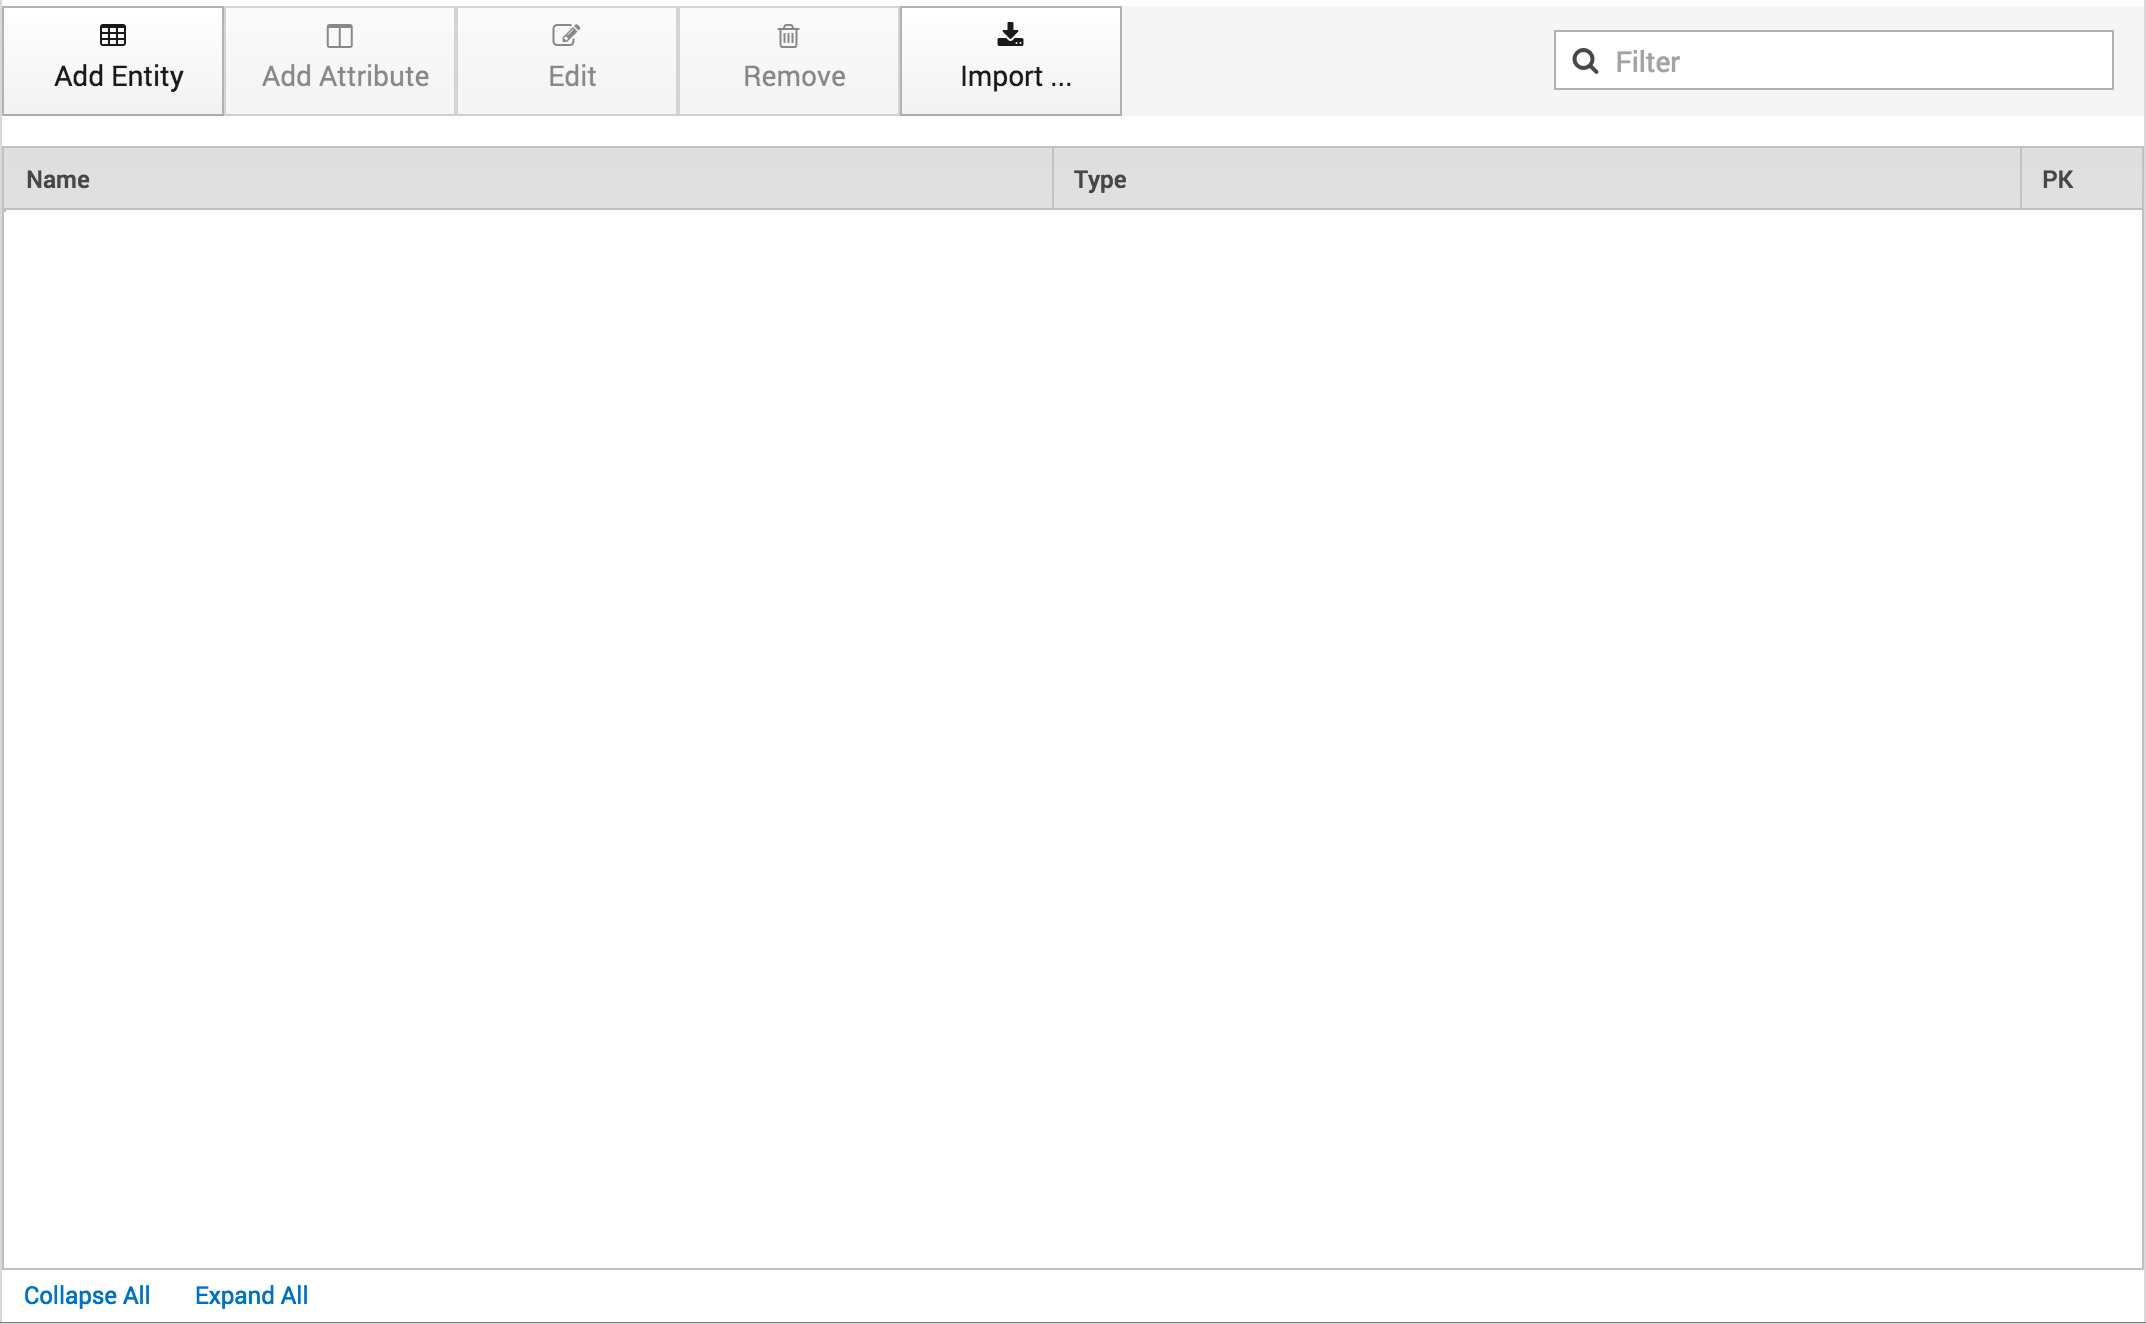 Add Entity
Add Attribute
Edit
Remove
Import ...
Filter
Name
Type
PK
Collapse All
Expand All